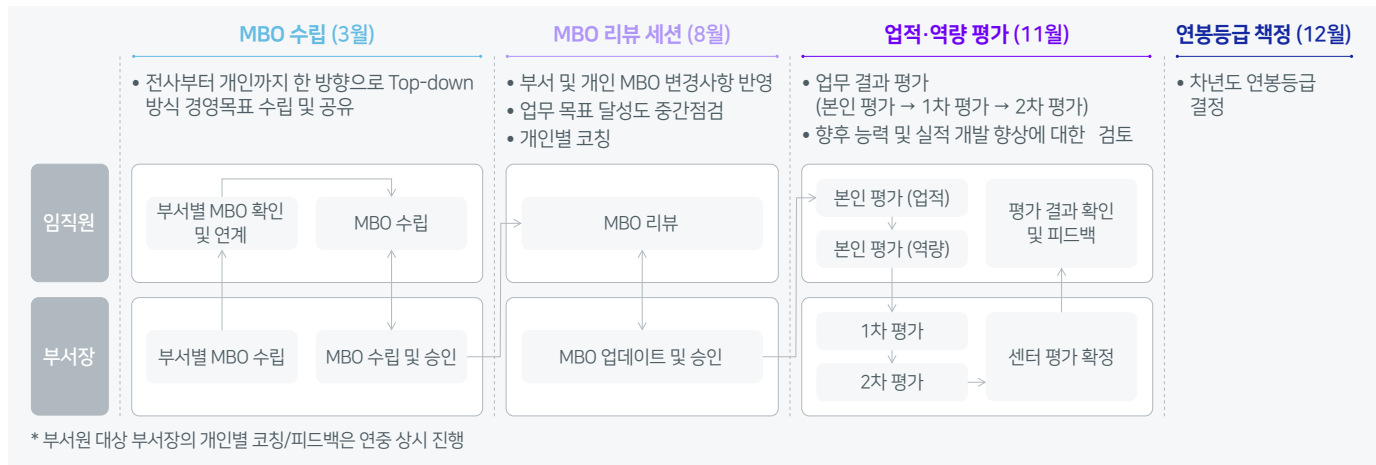 MBO 수립 (3월)
• 전사부터 개인까지 한 방향으로 Top-down
방식 경영목표 수립 및 공유
MBO 리뷰 세션 (8월)
• 부서 및 개인 MBO 변경사항 반영
• 업무 목표 달성도 중간점검
• 개인별 코칭
업적·역량 평가 (11월)
• 업무 결과 평가
(본인 평가 → 1차 평가 → 2차 평가)
• 향후 능력 및 실적 개발 향상에 대한 검토
연봉등급 책정 (12월)
• 차년도 연봉등급
결정
임직원
부서별 MBO 확인
및 연계
MBO 수립
MBO 리뷰
본인 평가 (업적)
본인 평가 (역량)
평가 결과 확인
및 피드백
부서장
부서별 MBO 수립
MBO 수립 및 승인
MBO 업데이트 및 승인
1차 평가
2차 평가
센터 평가 확정
* 부서원 대상 부서장의 개인별 코칭/피드백은 연중 상시 진행